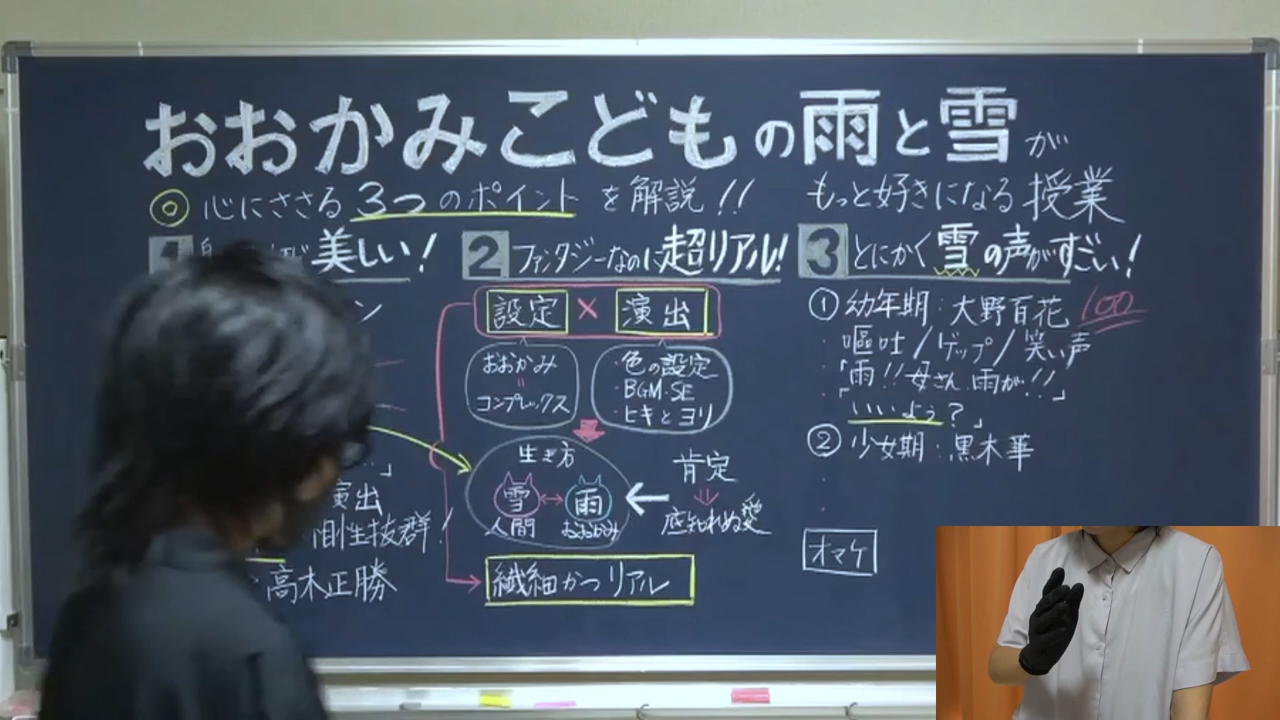 おおかみこどもの雨と雪が
◎ 心にささる3つのポイントを解説!! もっと好きになる授業
美しい!
2 ファンタジーなのに超リアル!
3 とにかく雪の声がすごい!
ン
演出
高木正勝
設定 × 演出
おおかみ
=
コンプレックス
・色の設定
・BGM・SE
・ヒキとヨリ
生き方
雪 ↔ 雨
人間 おおかみ
肯定
底知れぬ愛
繊細かつリアル
① 幼年期:大野百花 100
・嘔吐/ゲップ/笑い声
・「雨!!母さん、雨が!!」
・いいよう?」
② 少女期:黒木華
オマケ